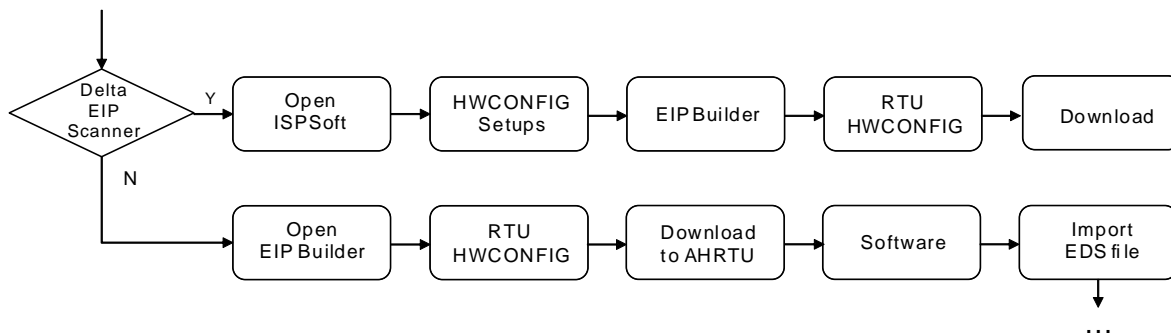 Delta
EIP
Scanner
Y
Open
ISPSoft
HWCONFIG
Setups
EIP Builder
RTU
HWCONFIG
Download
N
Open
EIP Builder
RTU
HWCONFIG
Download
to AHRTU
Software
Import
EDS file
...